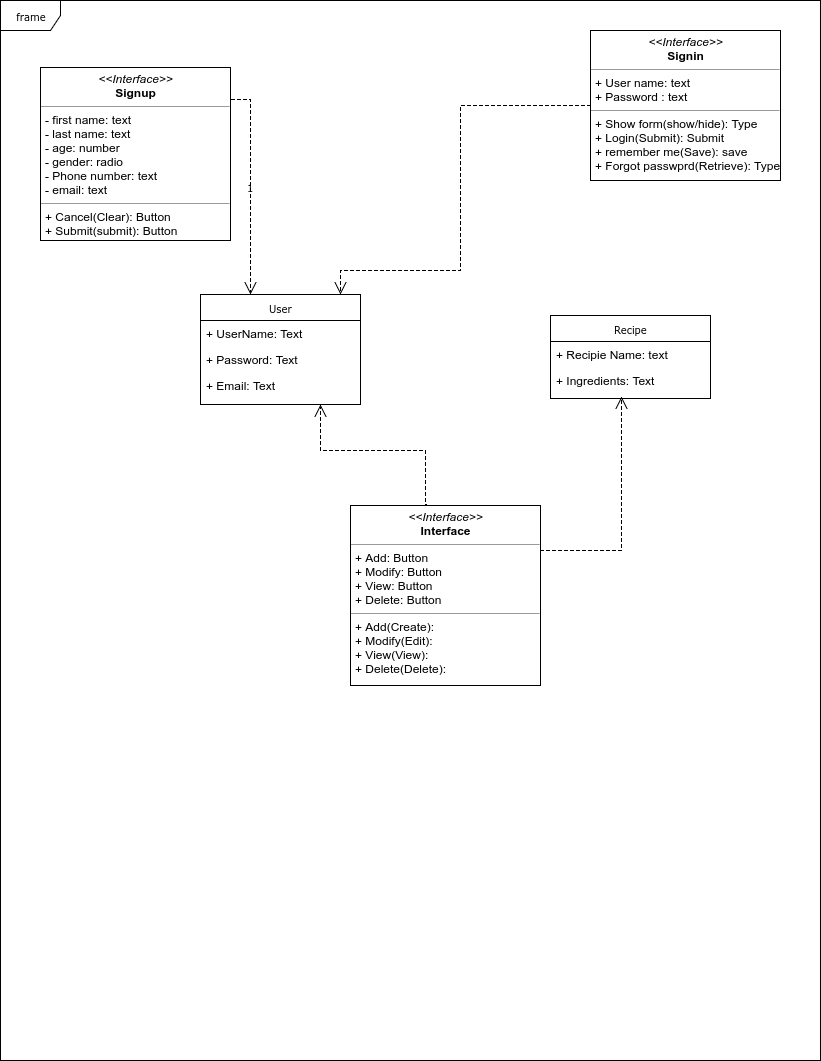 frame
<<Interface>>
Signup
- first name: text
- last name: text
- age: number
- gender: radio
- Phone number: text
- email: text
+ Cancel(Clear): Button
+ Submit(submit): Button
1
<<Interface>>
Signin
+ User name: text
+ Password : text
+ Show form(show/hide): Type
+ Login(Submit): Submit
+ remember me(Save): save
+ Forgot passwprd(Retrieve): Type
User
+ UserName: Text
+ Password: Text
+ Email: Text
Recipe
+ Recipie Name: text
+ Ingredients: Text
<<Interface>>
Interface
+ Add: Button
+ Modify: Button
+ View: Button
+ Delete: Button
+ Add(Create):
+ Modify(Edit):
+ View(View):
+ Delete(Delete):